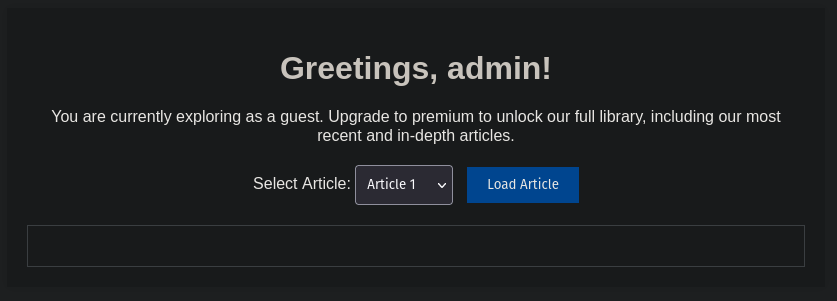 Greetings, admin!
You are currently exploring as a guest. Upgrade to premium to unlock our full library, including our most
recent and in-depth articles.
Select Article: Article 1 Load Article